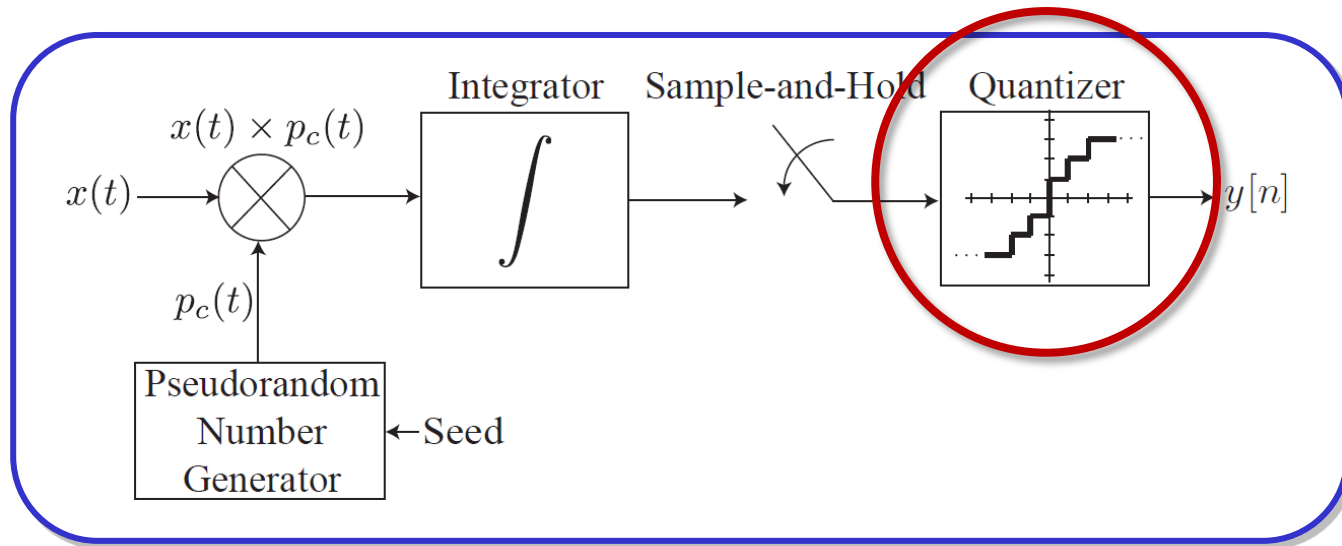 Integrator
Sample-and-Hold
Quantizer
x(t) × p_c(t)
x(t)
y[n]
p_c(t)
Pseudorandom
Number
Generator
Seed